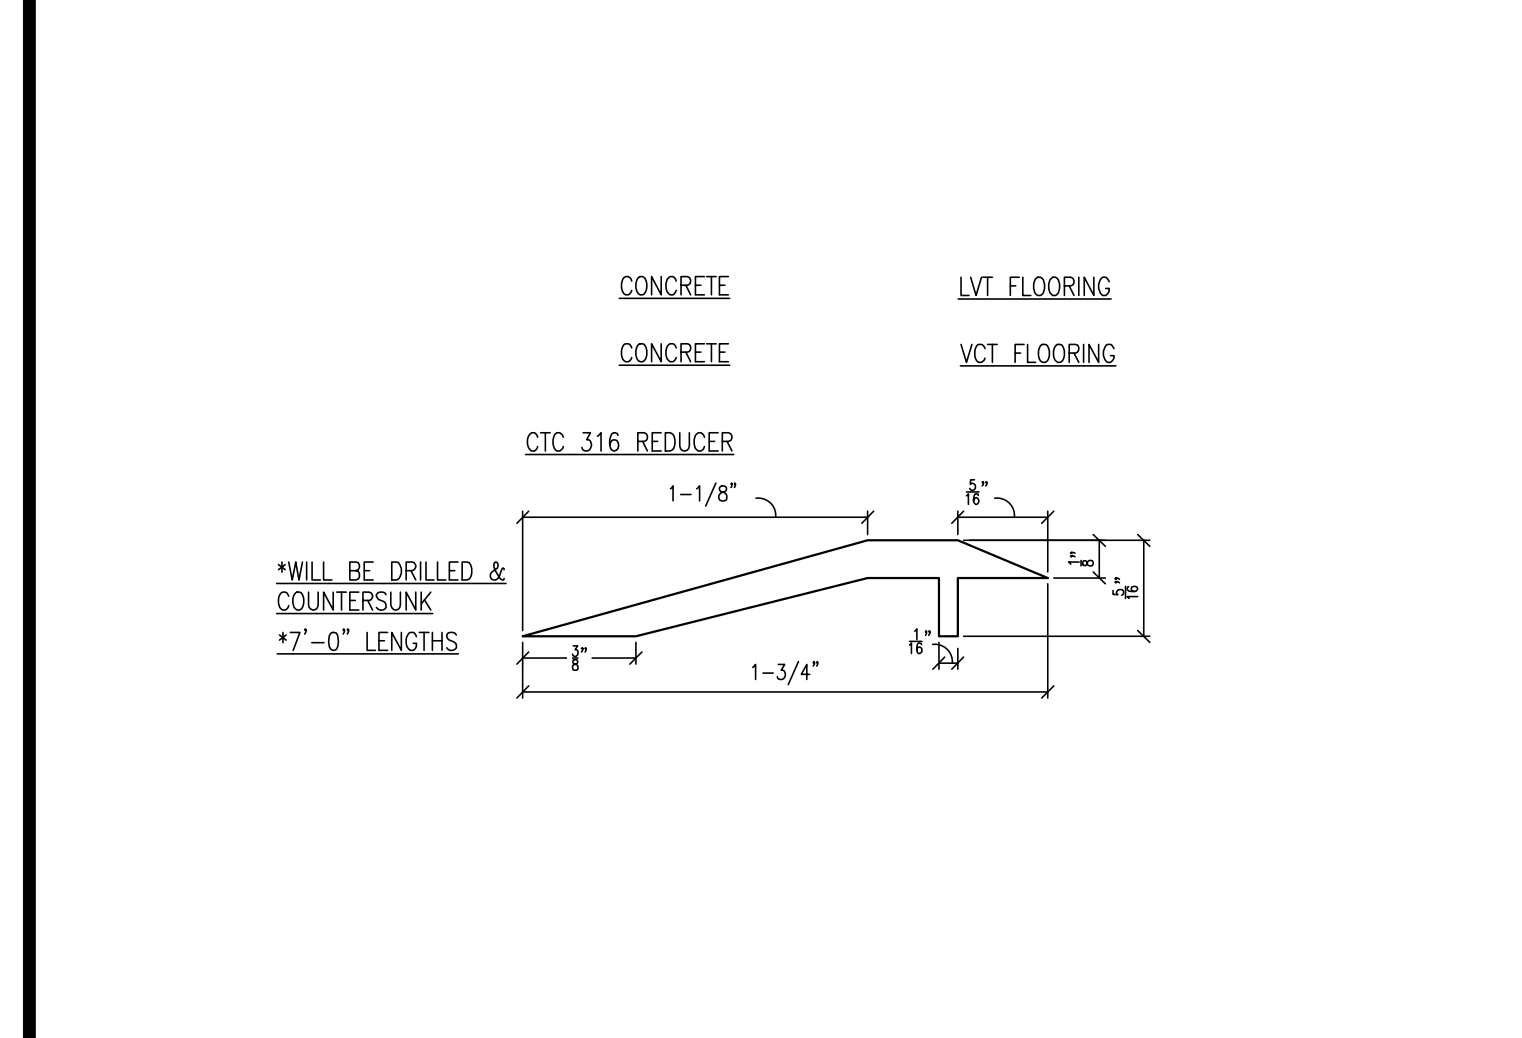 CONCRETE LVT FLOORING
CONCRETE VCT FLOORING
CTC 316 REDUCER
1-1/8"
5/16"
*WILL BE DRILLED &
COUNTERSUNK
*7'-0" LENGTHS
1/8"
5/16"
3/8"
1/16"
1-3/4"